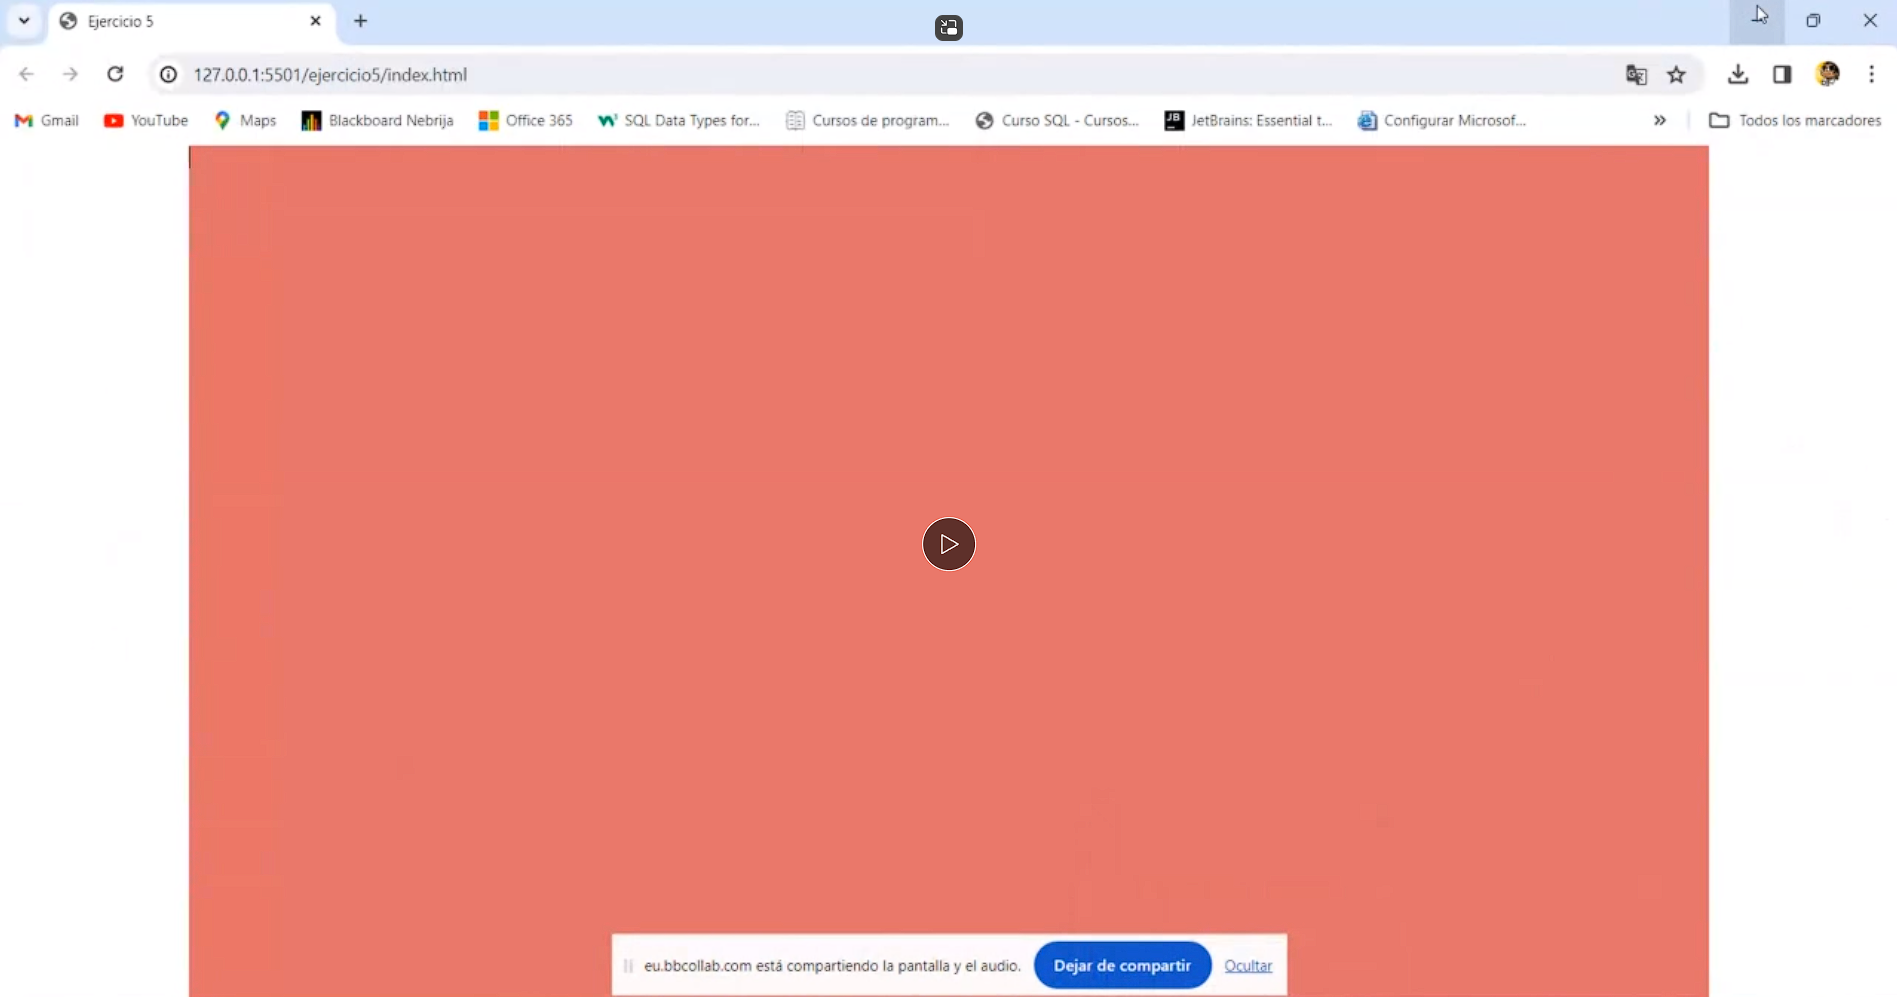 Ejercicio 5
127.0.0.1:5501/ejercicio5/index.html
Gmail YouTube Maps Blackboard Nebrija Office 365 SQL Data Types for... Cursos de program... Curso SQL - Cursos... JetBrains: Essential t... Configurar Microsof... » Todos los marcadores
eu.bbcollab.com está compartiendo la pantalla y el audio. Dejar de compartir Ocultar